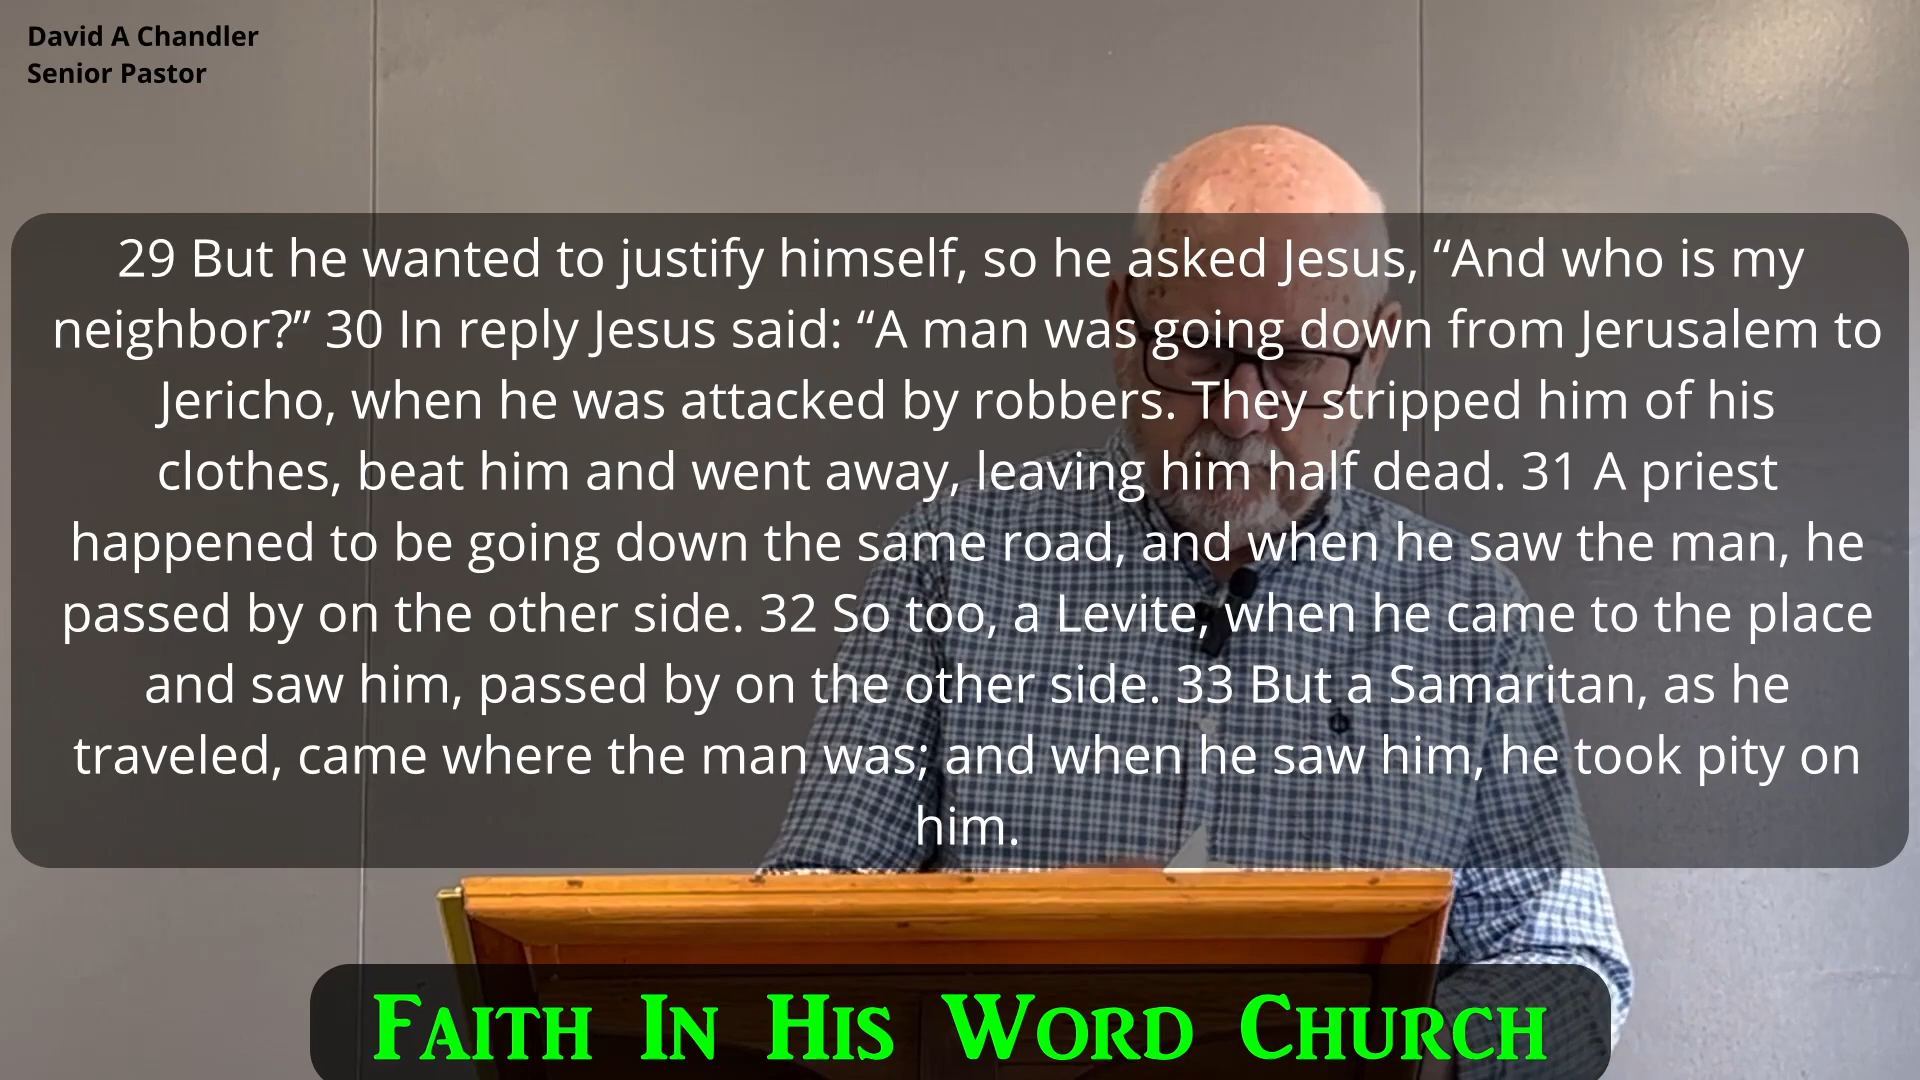 David A Chandler
Senior Pastor
29 But he wanted to justify himself, so he asked Jesus, “And who is my
neighbor?” 30 In reply Jesus said: “A man was going down from Jerusalem to
Jericho, when he was attacked by robbers. They stripped him of his
clothes, beat him and went away, leaving him half dead. 31 A priest
happened to be going down the same road, and when he saw the man, he
passed by on the other side. 32 So too, a Levite, when he came to the place
and saw him, passed by on the other side. 33 But a Samaritan, as he
traveled, came where the man was; and when he saw him, he took pity on
him.
Faith In His Word Church